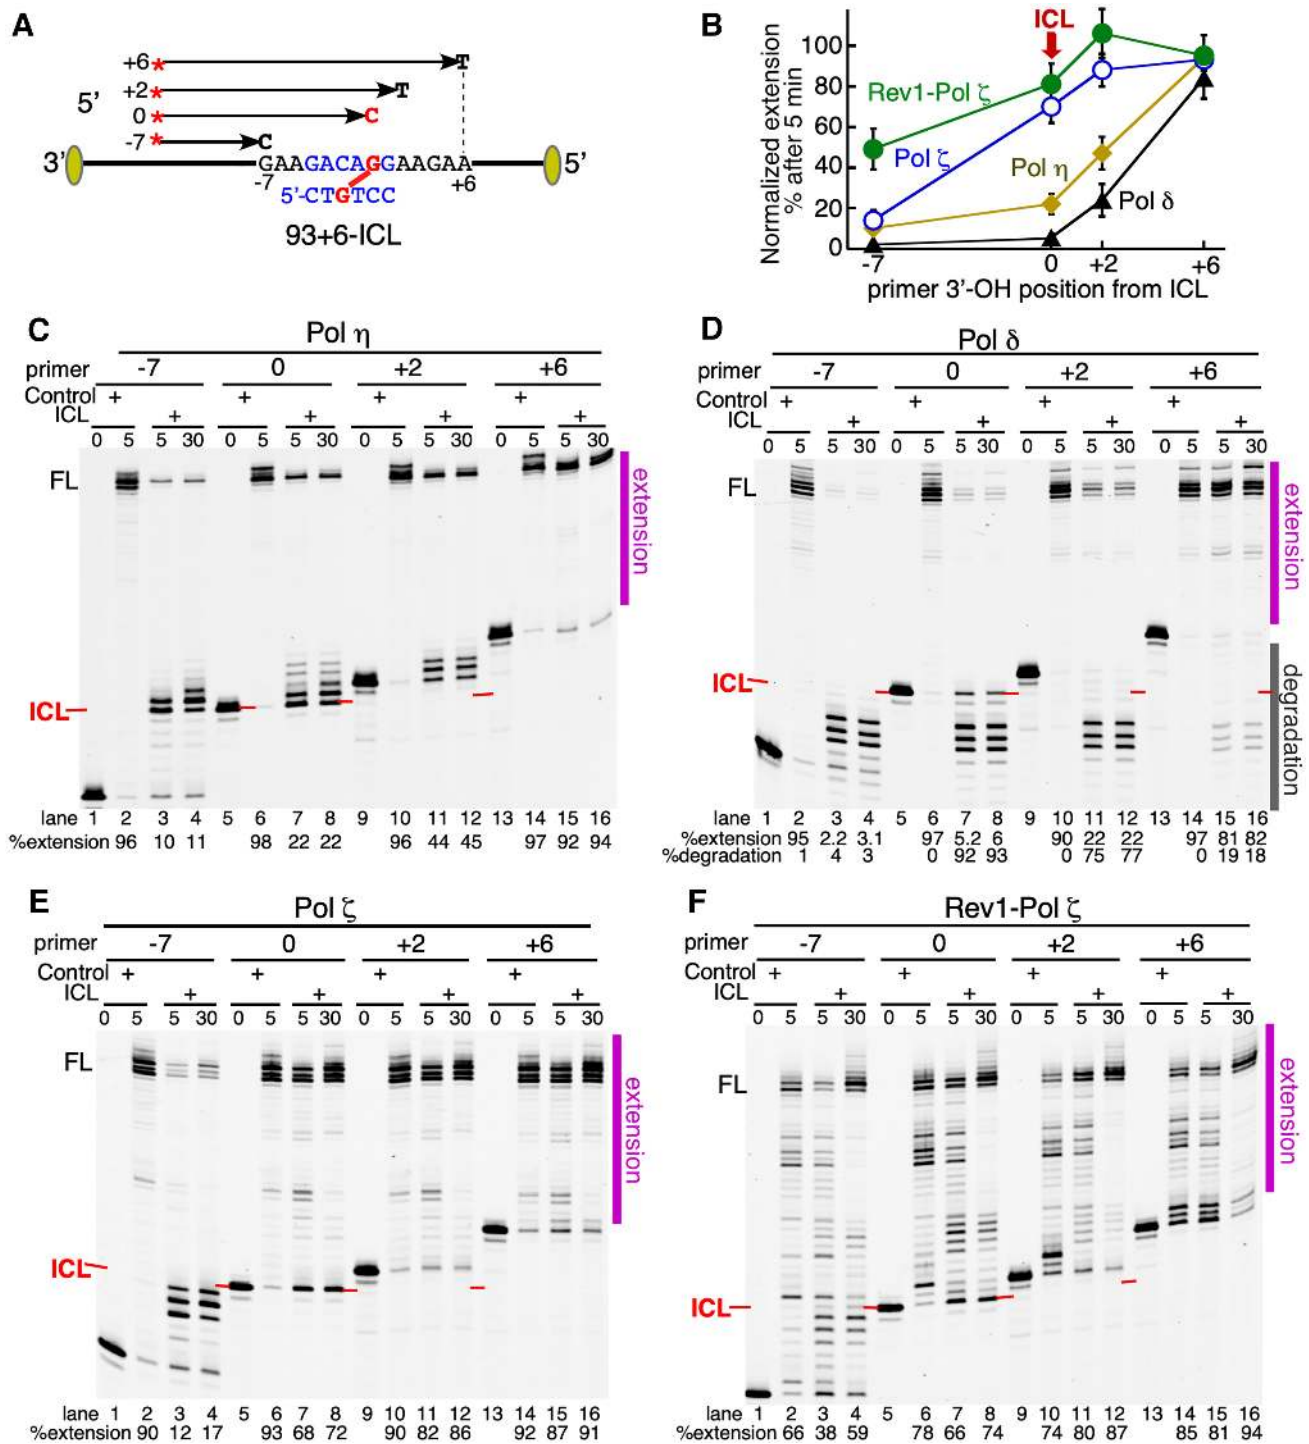 A
+6 * T
+2 * T
5'
0 * C
-7 * C
3' GAAGACAGGAAGAA 5'
-7 +6
5'-CTGTCC
93+6-ICL
B
Normalized extension
% after 5 min
100
80
60
40
20
0
ICL
Rev1-Pol ζ
Pol ζ
Pol η
Pol δ
-7 0 +2 +6
primer 3'-OH position from ICL
C
Pol η
primer -7 0 +2 +6
Control + + + +
ICL + + + +
0 5 5 30 0 5 5 30 0 5 5 30 0 5 5 30
FL
extension
ICL
lane 1 2 3 4 5 6 7 8 9 10 11 12 13 14 15 16
%extension 96 10 11 98 22 22 96 44 45 97 92 94
D
Pol δ
primer -7 0 +2 +6
Control + + + +
ICL + + + +
0 5 5 30 0 5 5 30 0 5 5 30 0 5 5 30
FL
extension
ICL
degradation
lane 1 2 3 4 5 6 7 8 9 10 11 12 13 14 15 16
%extension 95 2.2 3.1 97 5.2 6 90 22 22 97 81 82
%degradation 1 4 3 0 92 93 0 75 77 0 19 18
E
Pol ζ
primer -7 0 +2 +6
Control + + + +
ICL + + + +
0 5 5 30 0 5 5 30 0 5 5 30 0 5 5 30
FL
extension
ICL
lane 1 2 3 4 5 6 7 8 9 10 11 12 13 14 15 16
%extension 90 12 17 93 68 72 90 82 86 92 87 91
F
Rev1-Pol ζ
primer -7 0 +2 +6
Control + + + +
ICL + + + +
0 5 5 30 0 5 5 30 0 5 5 30 0 5 5 30
FL
extension
ICL
lane 1 2 3 4 5 6 7 8 9 10 11 12 13 14 15 16
%extension 66 38 59 78 66 74 74 80 87 85 81 94